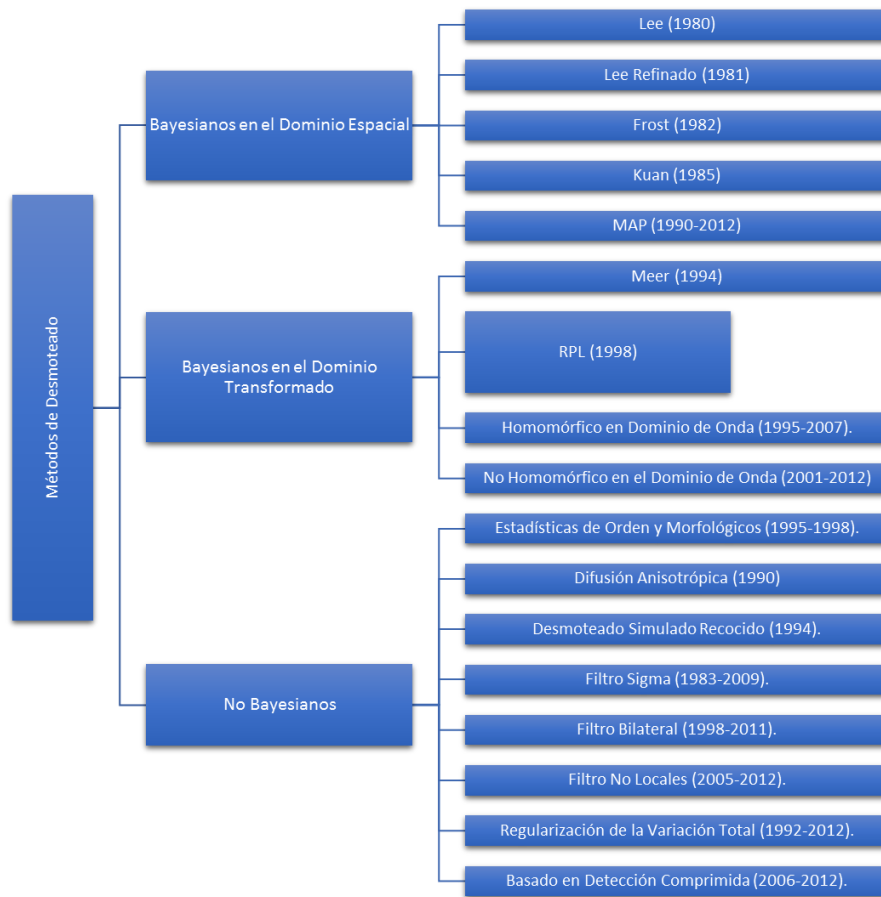 Métodos de Desmoteado
Bayesianos en el Dominio Espacial
Lee (1980)
Lee Refinado (1981)
Frost (1982)
Kuan (1985)
MAP (1990-2012)
Bayesianos en el Dominio
Transformado
Meer (1994)
RPL (1998)
Homomórfico en Dominio de Onda (1995-2007).
No Homomórfico en el Dominio de Onda (2001-2012)
No Bayesianos
Estadísticas de Orden y Morfológicos (1995-1998).
Difusión Anisotrópica (1990)
Desmoteado Simulado Recocido (1994).
Filtro Sigma (1983-2009).
Filtro Bilateral (1998-2011).
Filtro No Locales (2005-2012).
Regularización de la Variación Total (1992-2012).
Basado en Detección Comprimida (2006-2012).